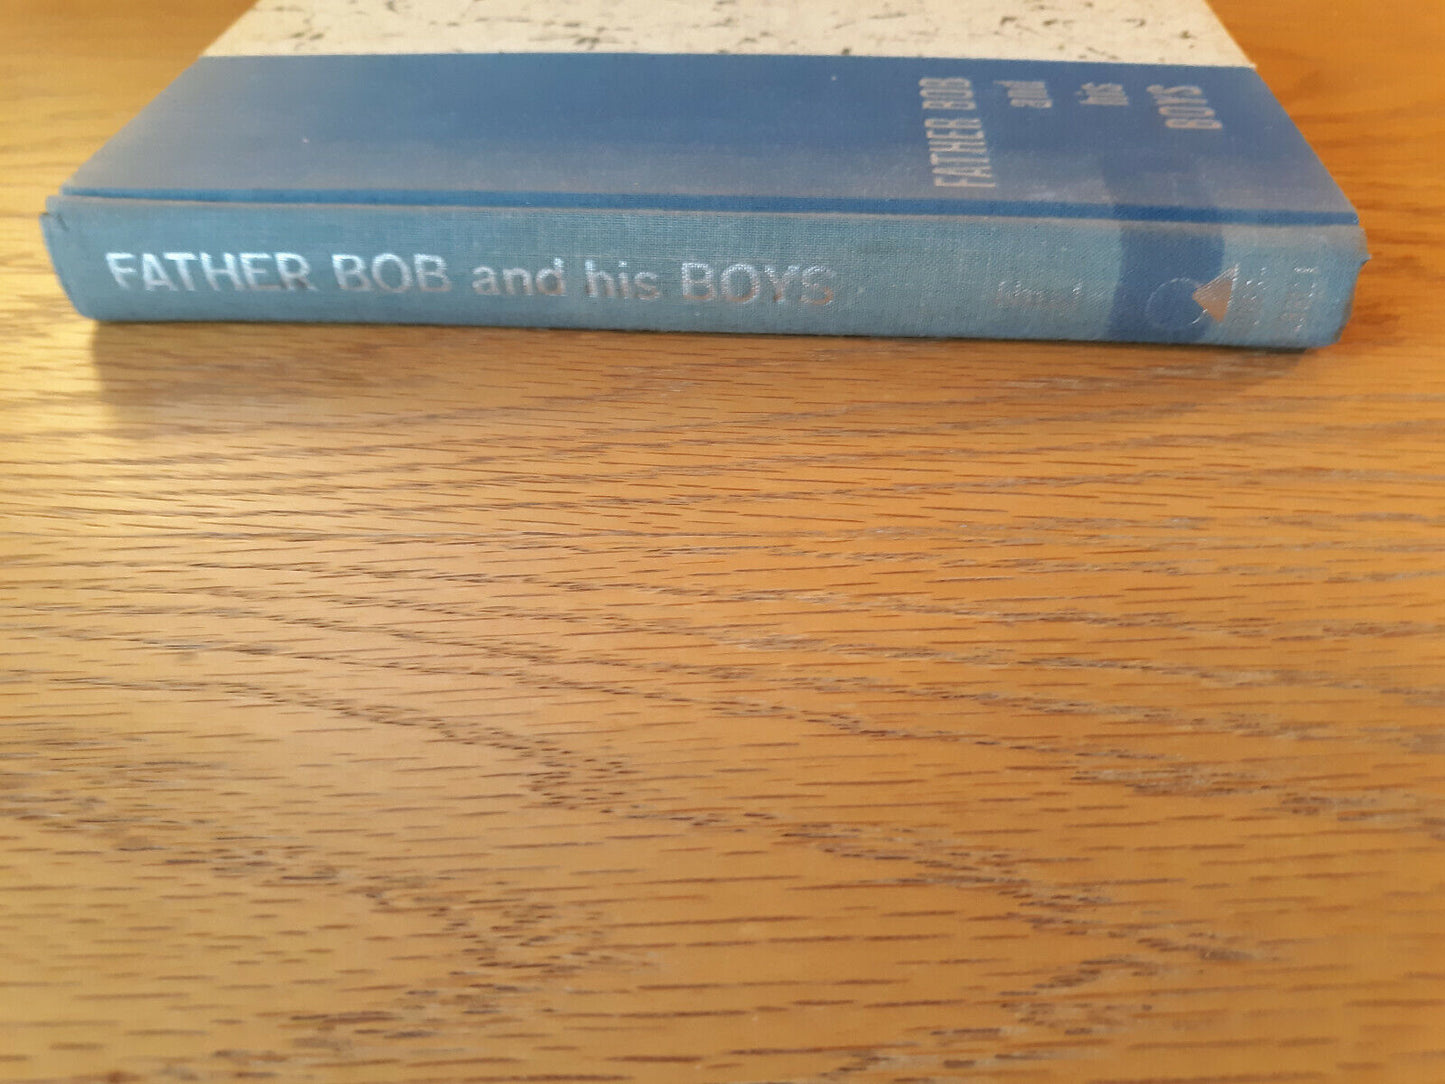 FATHER BOB
and
his
BOYS
FATHER BOB and his BOYS